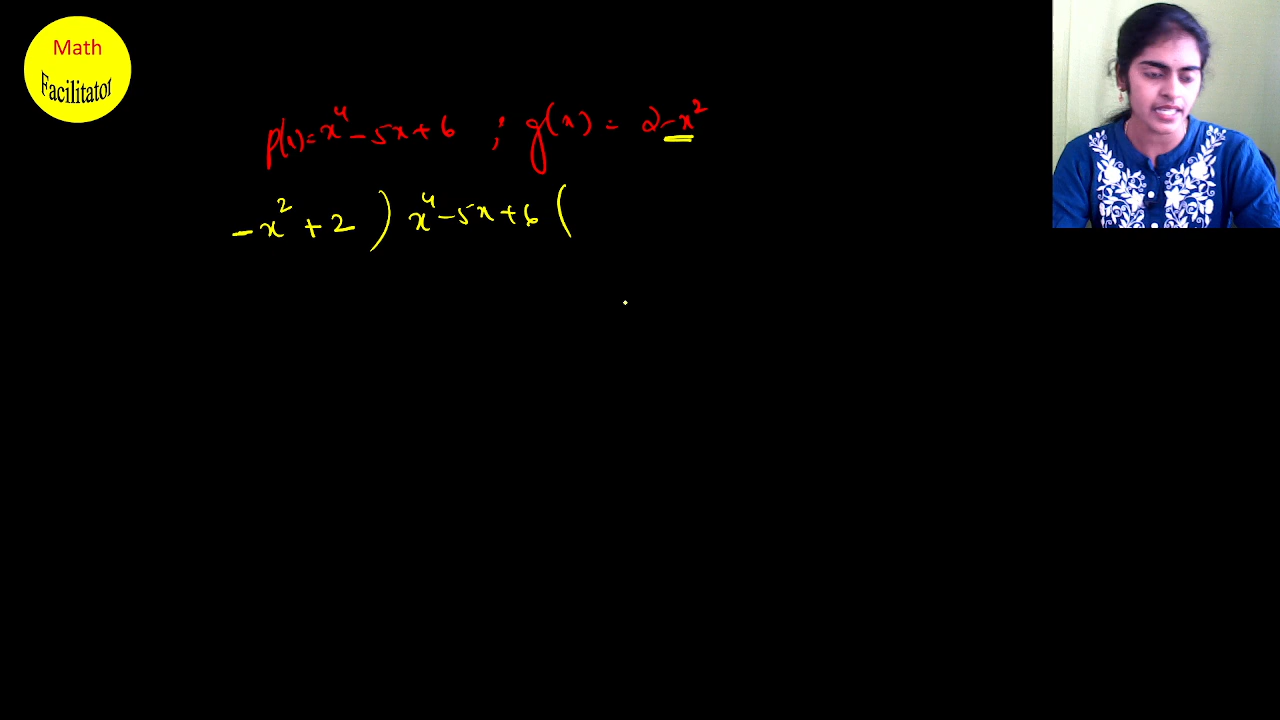 Math
Facilitator
p(x) = x⁴ - 5x + 6 ; g(x) = 2 - x²
- x² + 2 ) x⁴ - 5x + 6 (